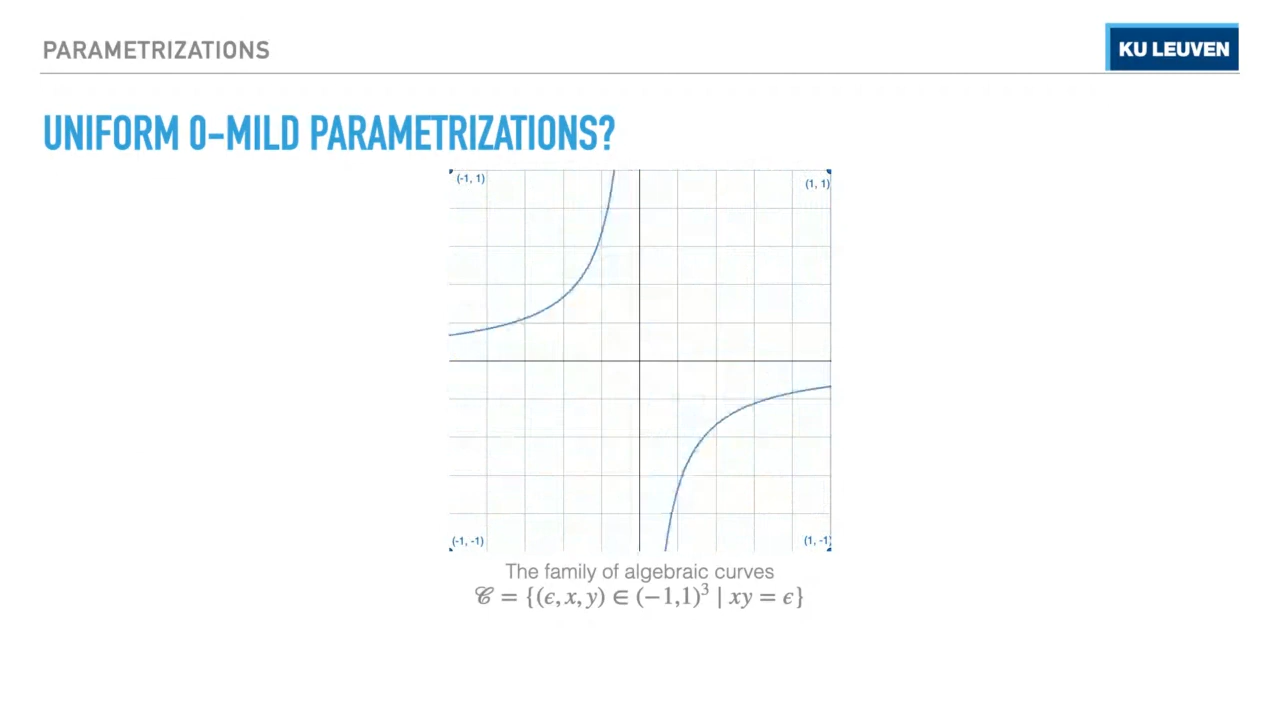 PARAMETRIZATIONS
KU LEUVEN
UNIFORM 0-MILD PARAMETRIZATIONS?
(-1, 1)
(1, 1)
(-1, -1)
(1, -1)
The family of algebraic curves
𝒞 = {(ϵ, x, y) ∈ (−1,1)³ | xy = ϵ}